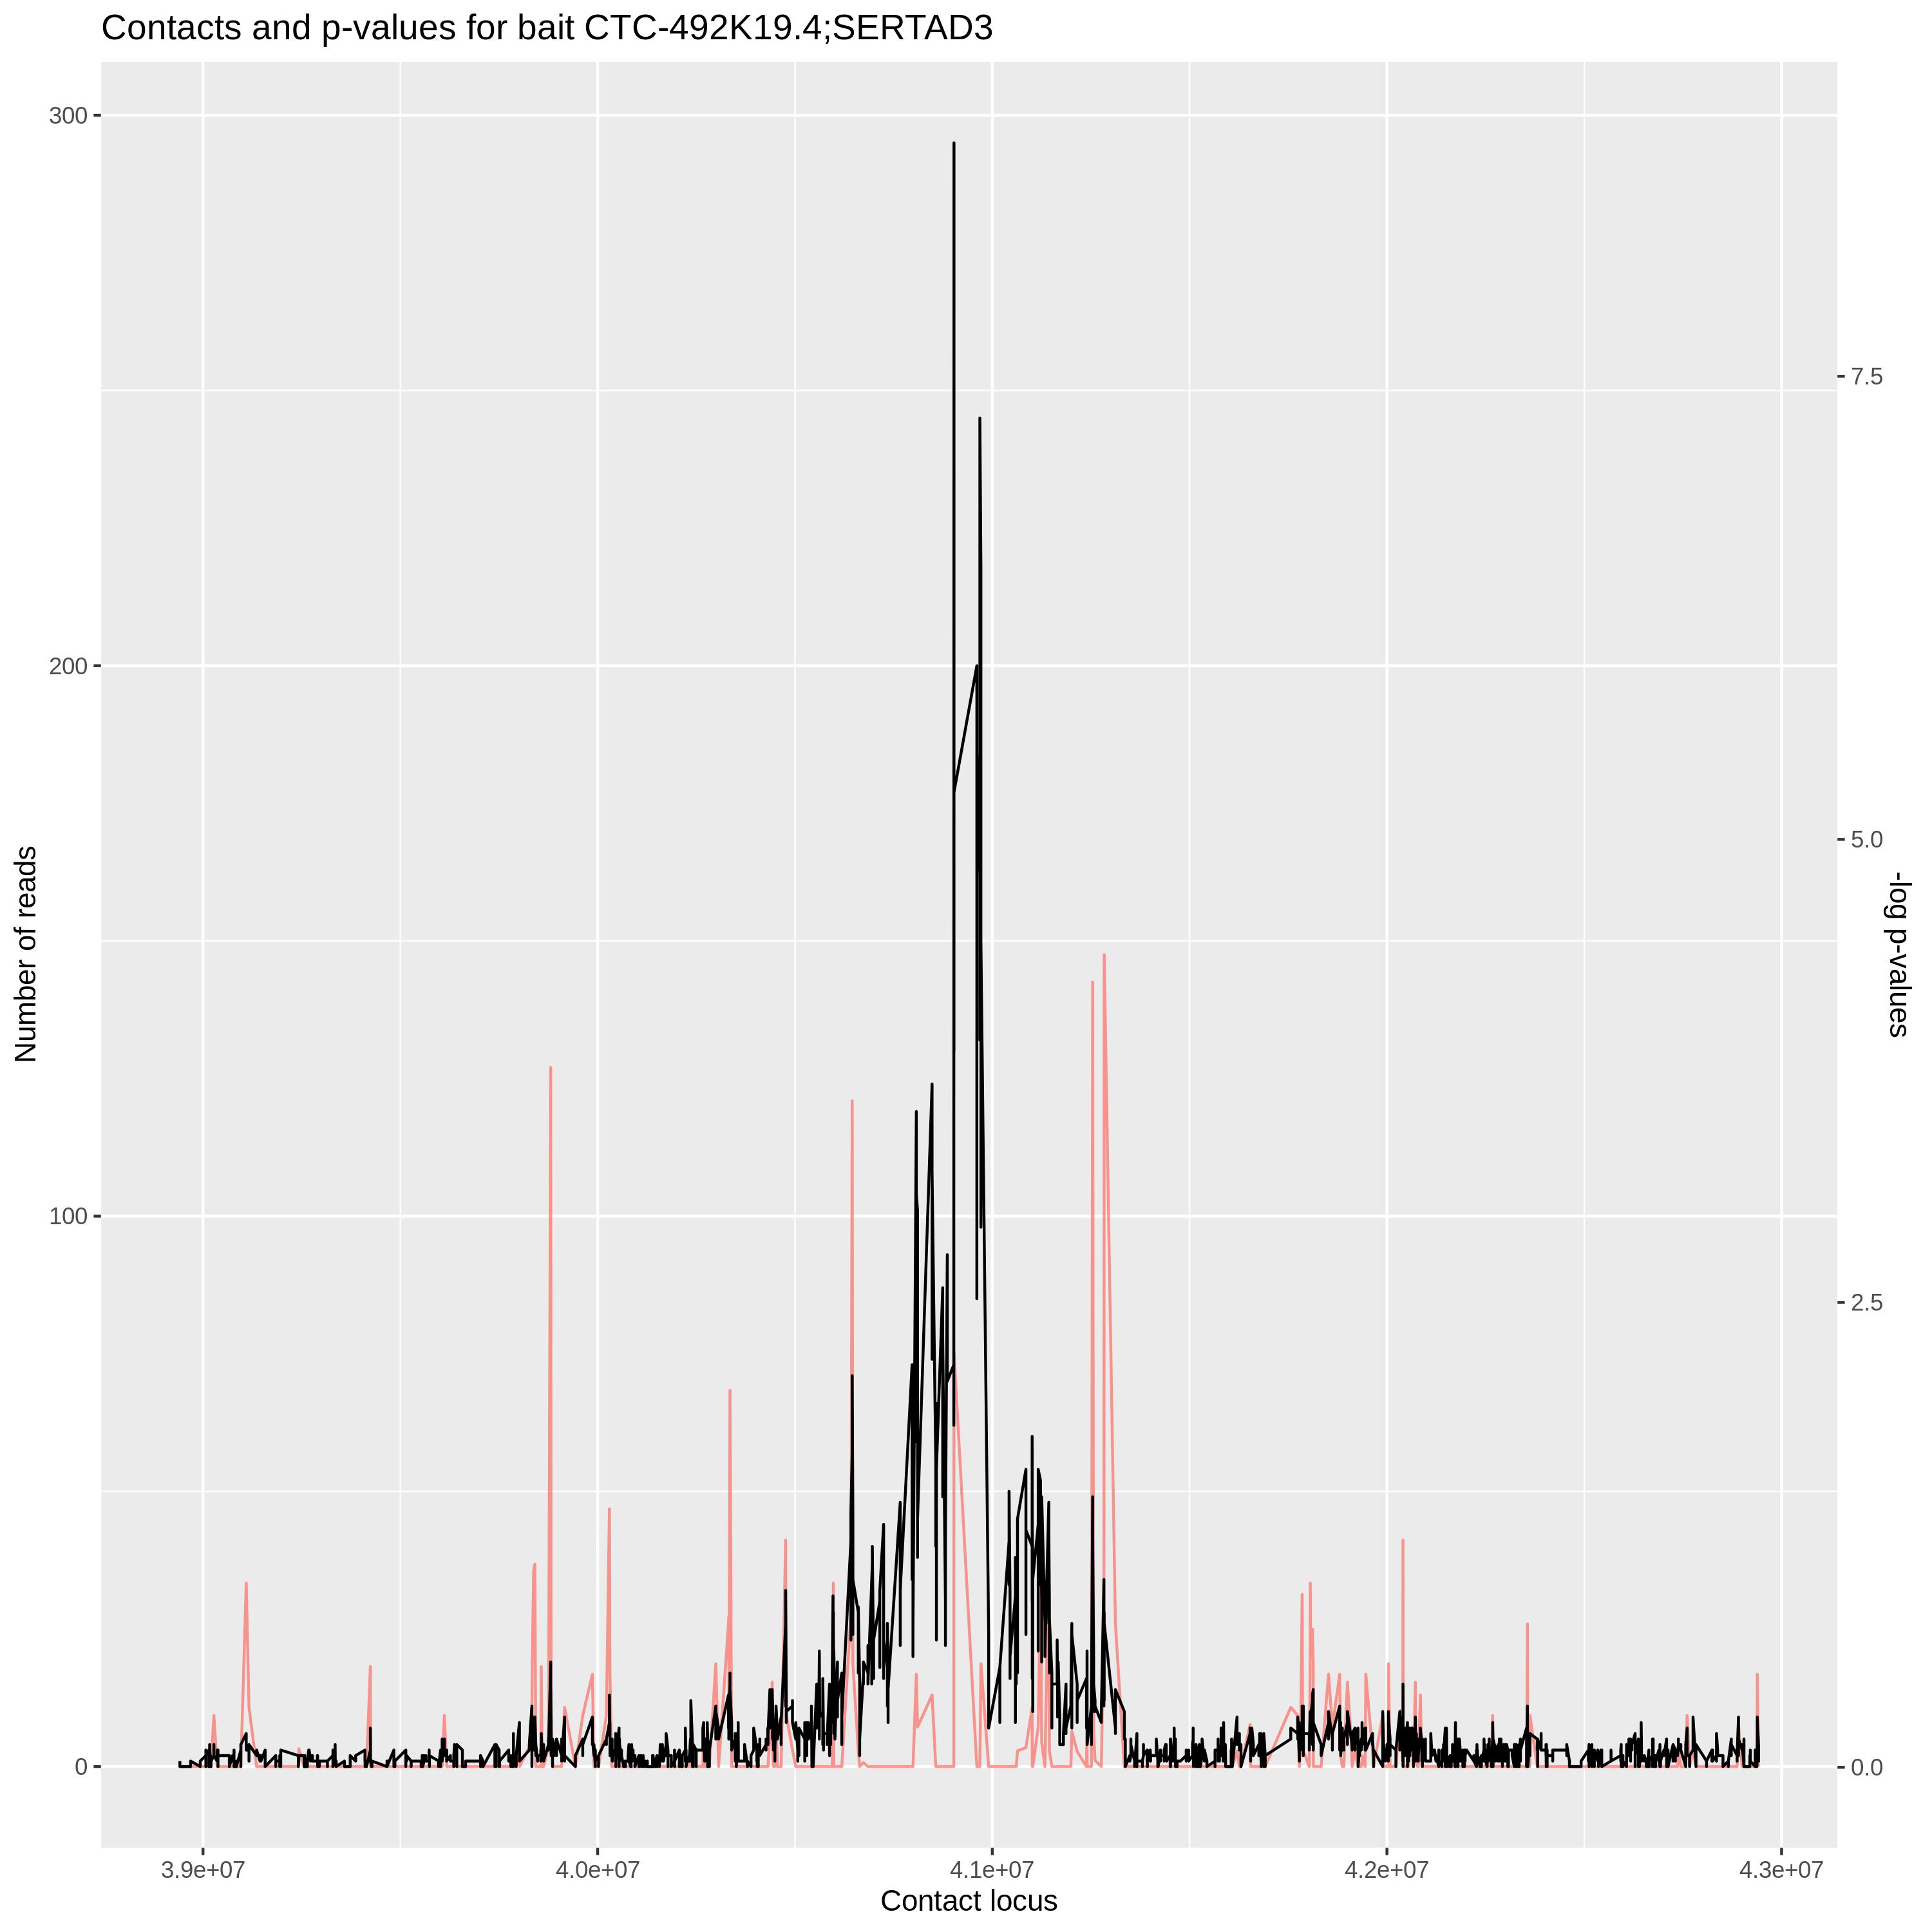 Contacts and p-values for bait CTC-492K19.4;SERTAD3
300
200
100
0
Number of reads
7.5
5.0
2.5
0.0
-log p-values
3.9e+07
4.0e+07
4.1e+07
4.2e+07
4.3e+07
Contact locus